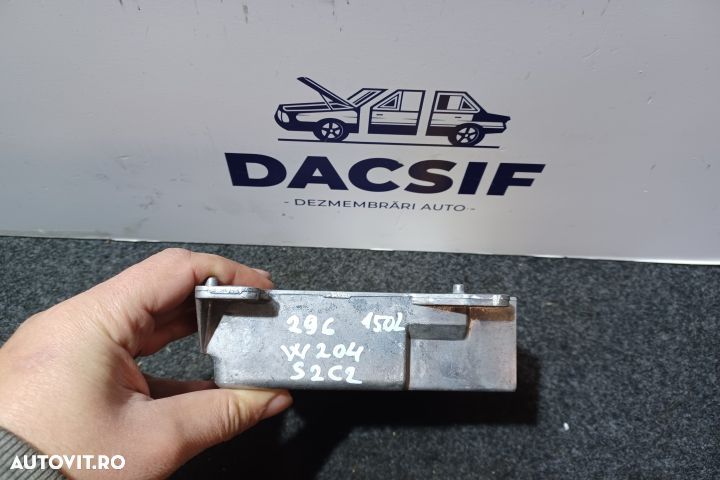 DACSIF
- DEZMEMBRĂRI AUTO -
296 150L
W204
S2C2
AUTOVIT.RO